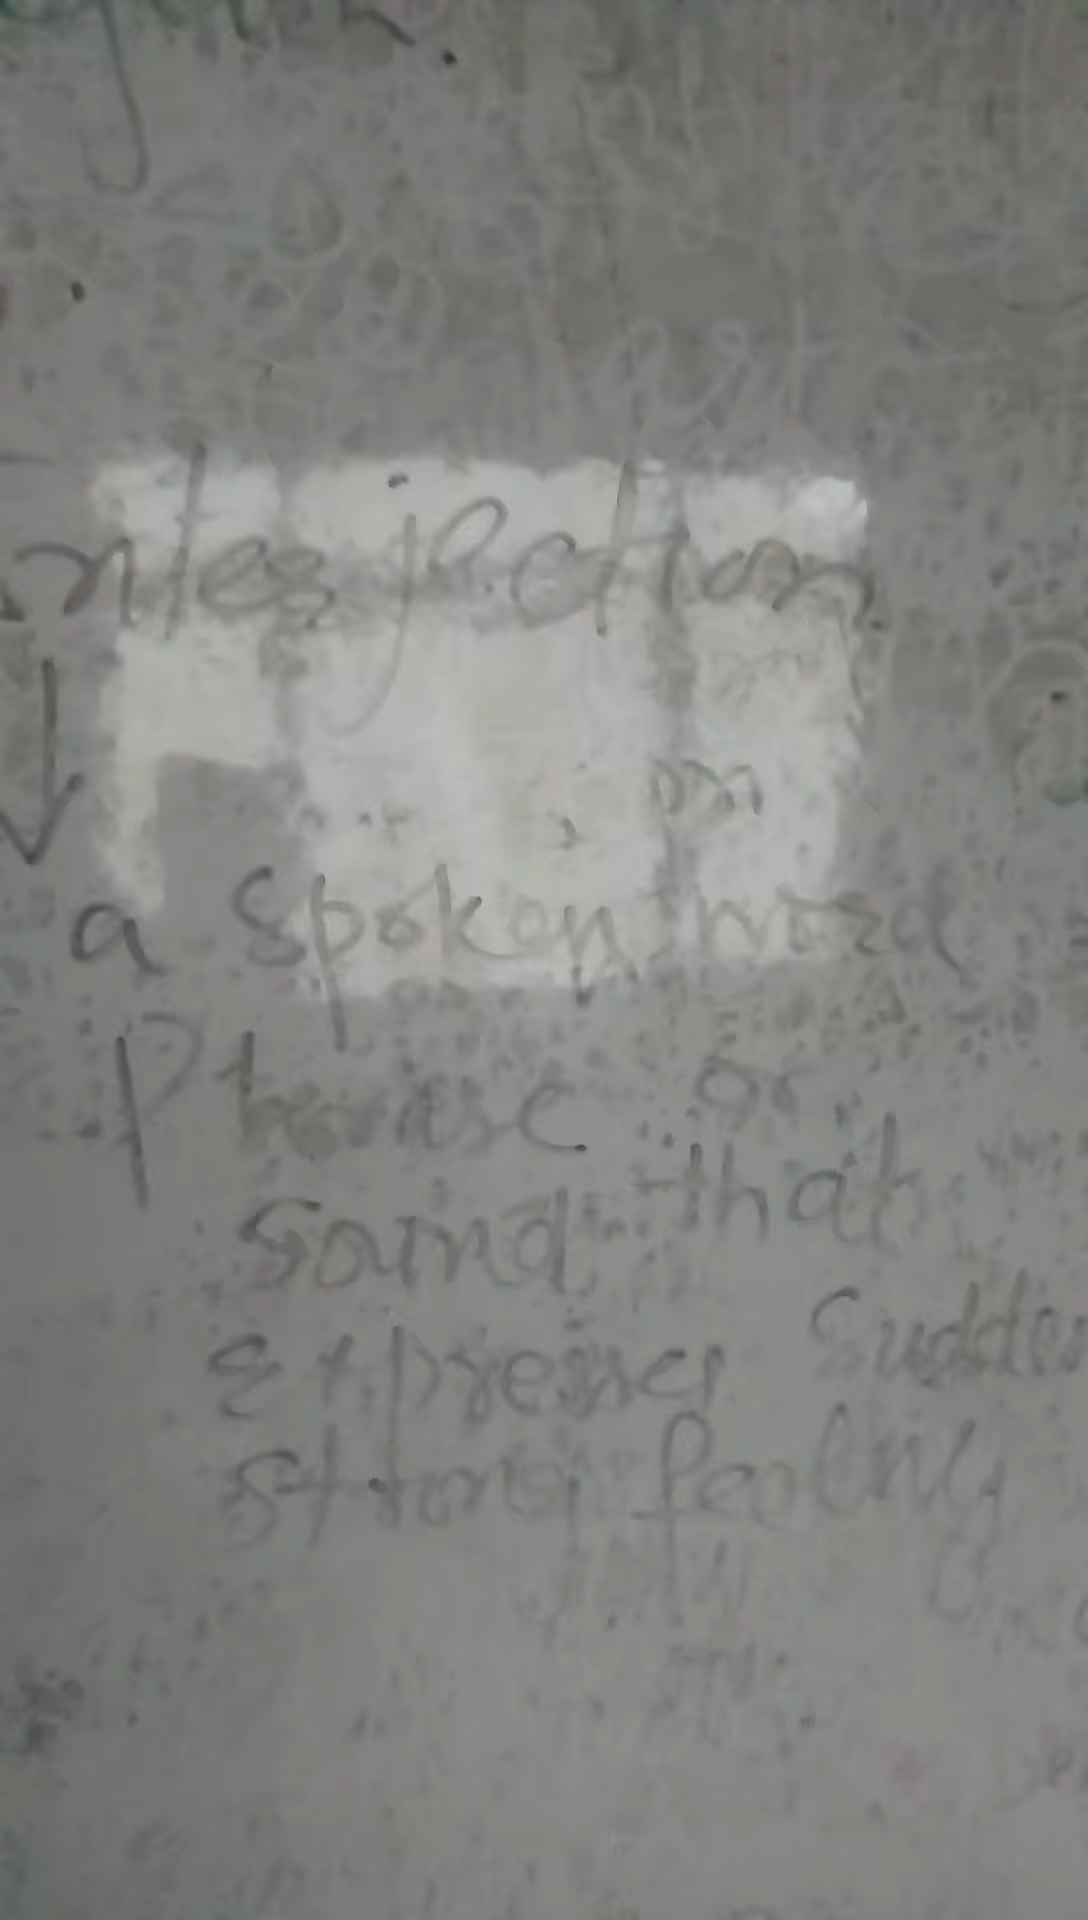 nterjection
a spoken word
Phrase or
sound that
expresses sudden
strong feeling